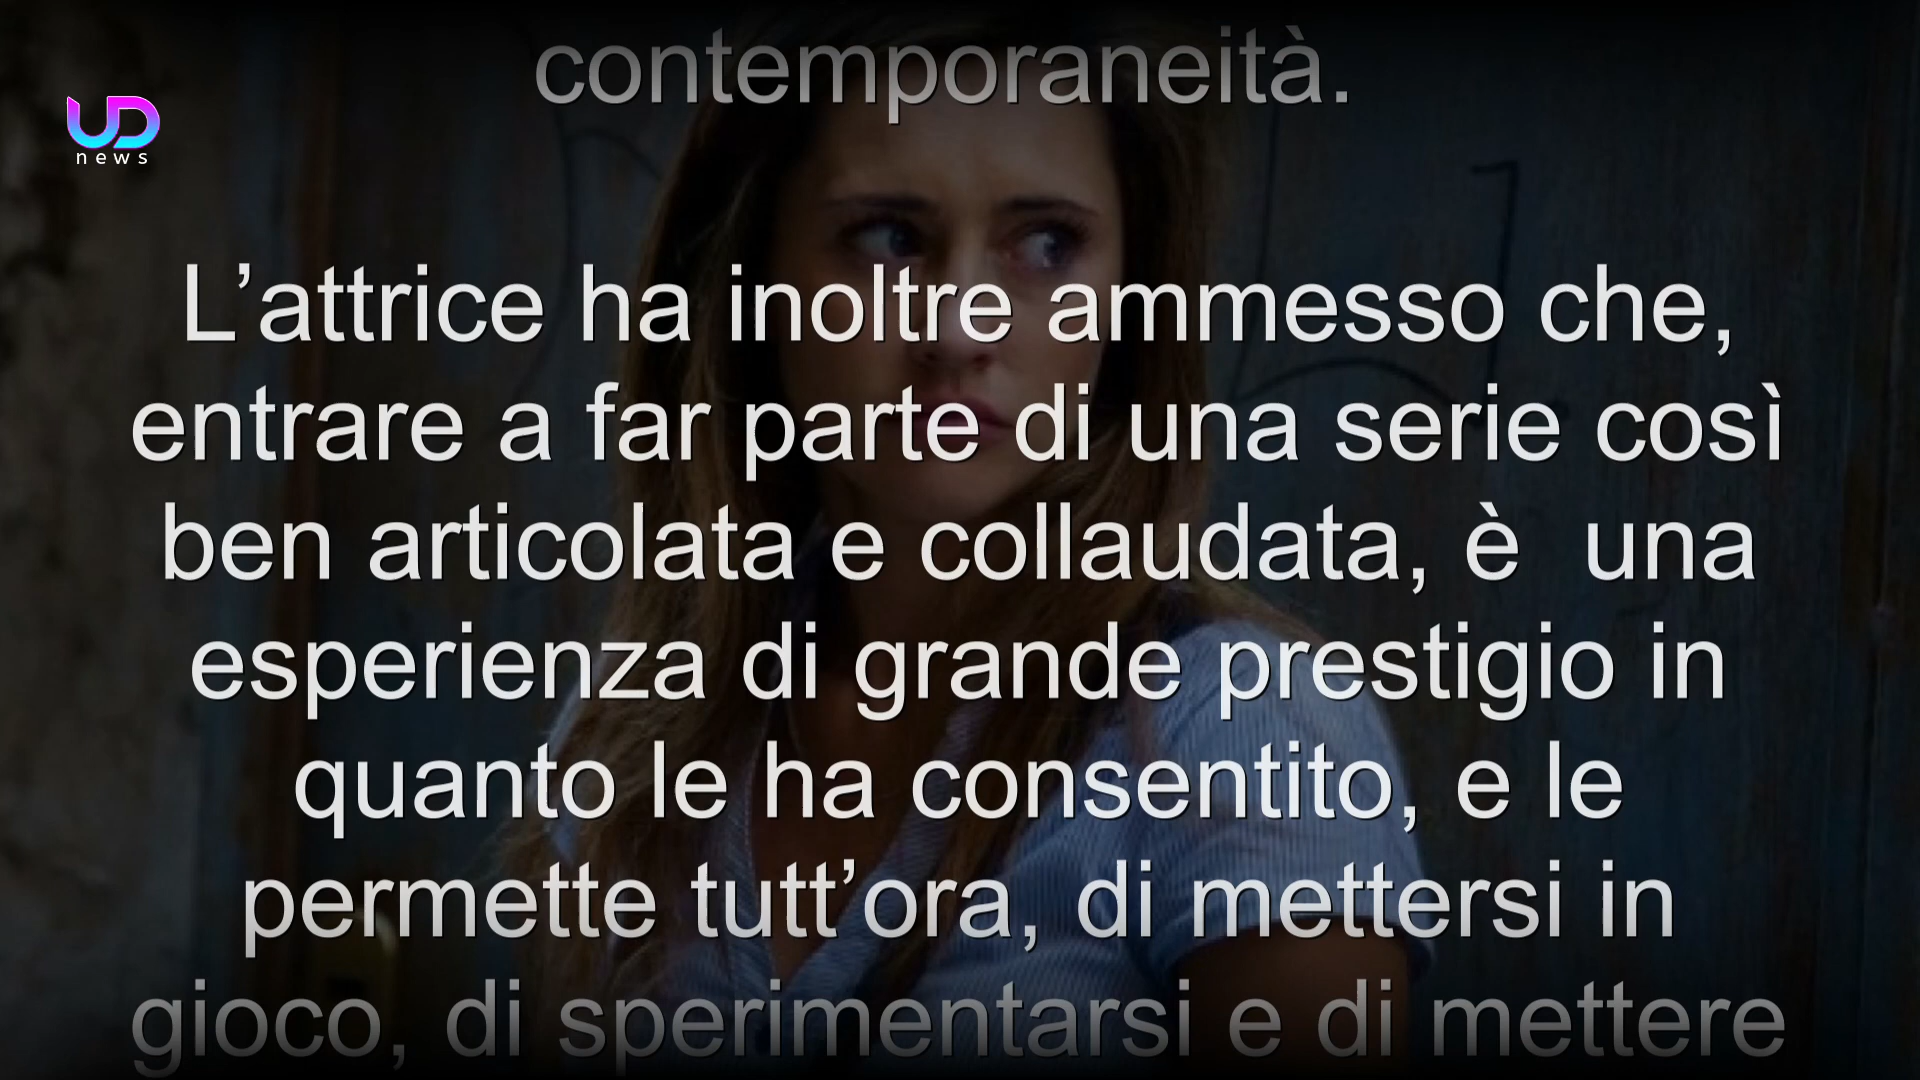 contemporaneità.
UD
news
L’attrice ha inoltre ammesso che,
entrare a far parte di una serie così
ben articolata e collaudata, è  una
esperienza di grande prestigio in
quanto le ha consentito, e le
permette tutt’ora, di mettersi in
gioco, di sperimentarsi e di mettere